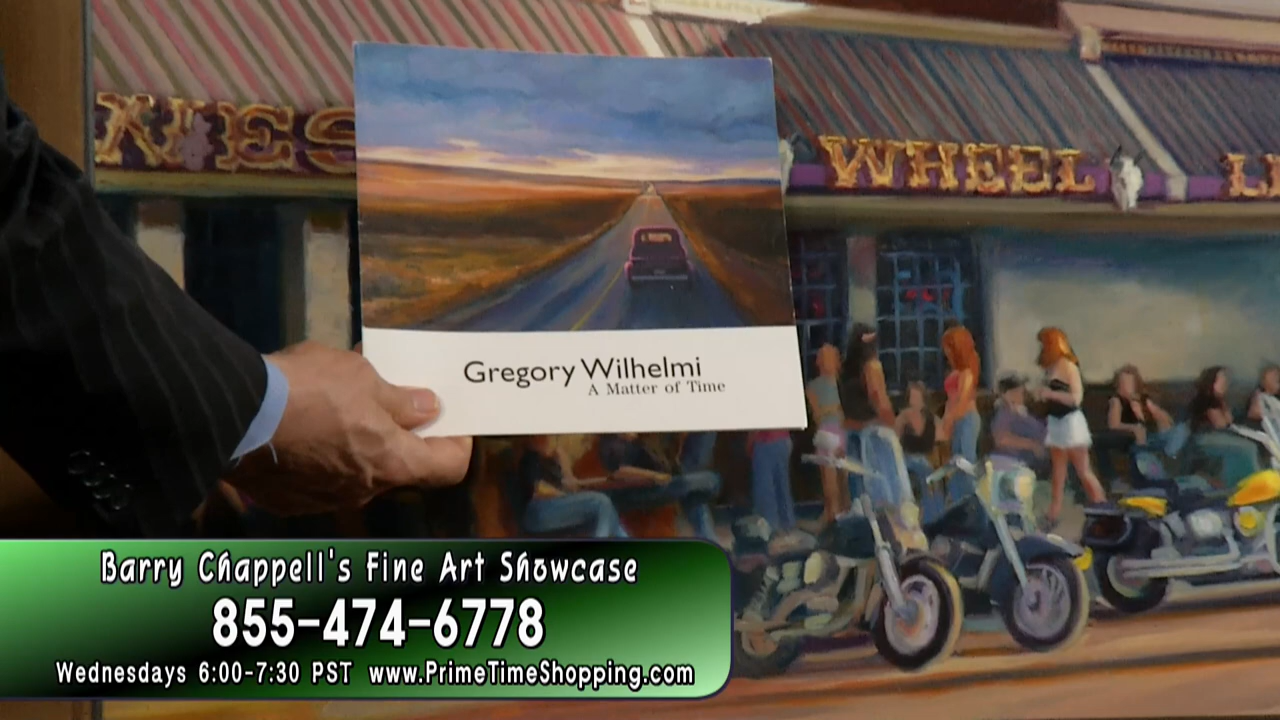 WHEEL
Gregory Wilhelmi
A Matter of Time
Barry Chappell's Fine Art Showcase
855-474-6778
Wednesdays 6:00-7:30 PST www.PrimeTimeShopping.com